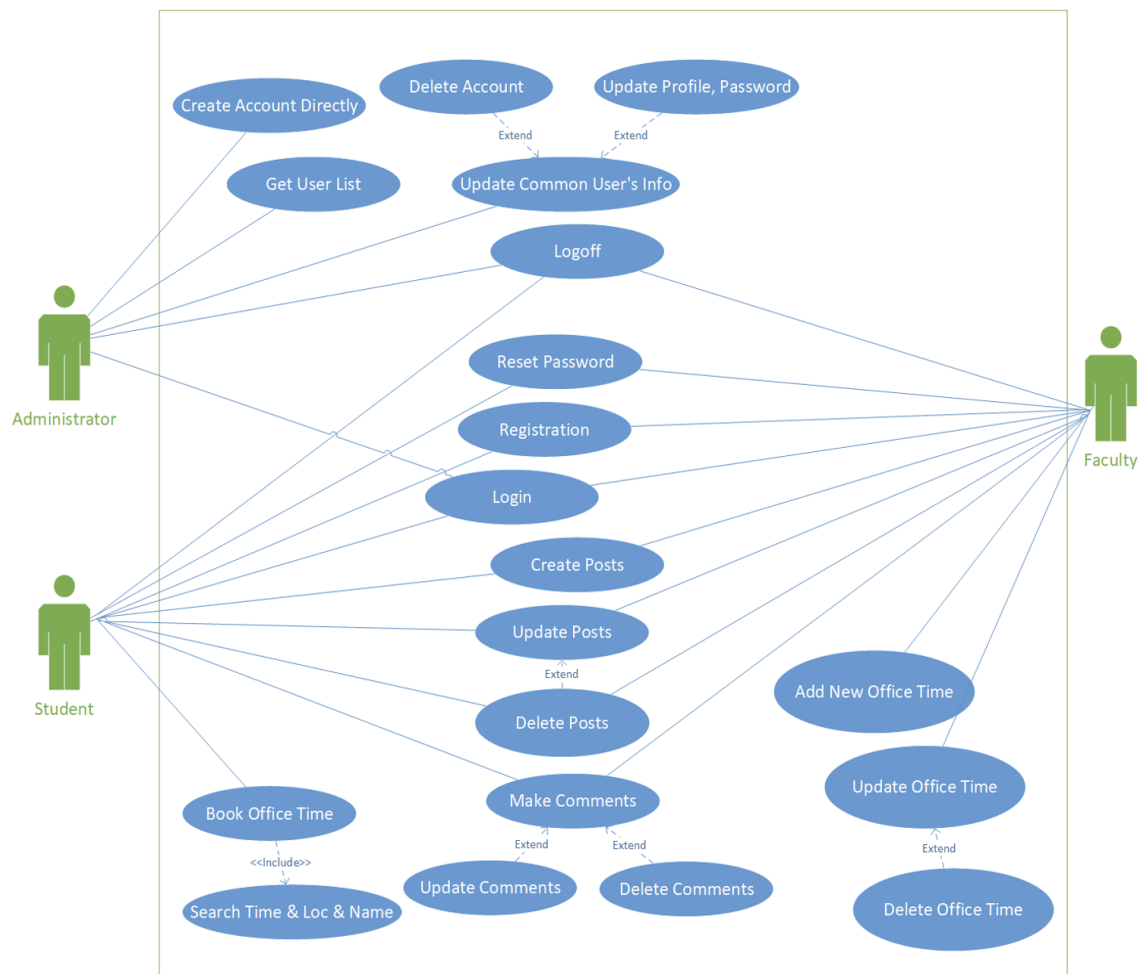 Delete Account
Update Profile, Password
Create Account Directly
Extend
Extend
Get User List
Update Common User's Info
Logoff
Reset Password
Administrator
Registration
Faculty
Login
Create Posts
Update Posts
Extend
Add New Office Time
Student
Delete Posts
Update Office Time
Make Comments
Book Office Time
Extend
Extend
Extend
<<Include>>
Update Comments
Delete Comments
Search Time & Loc & Name
Delete Office Time